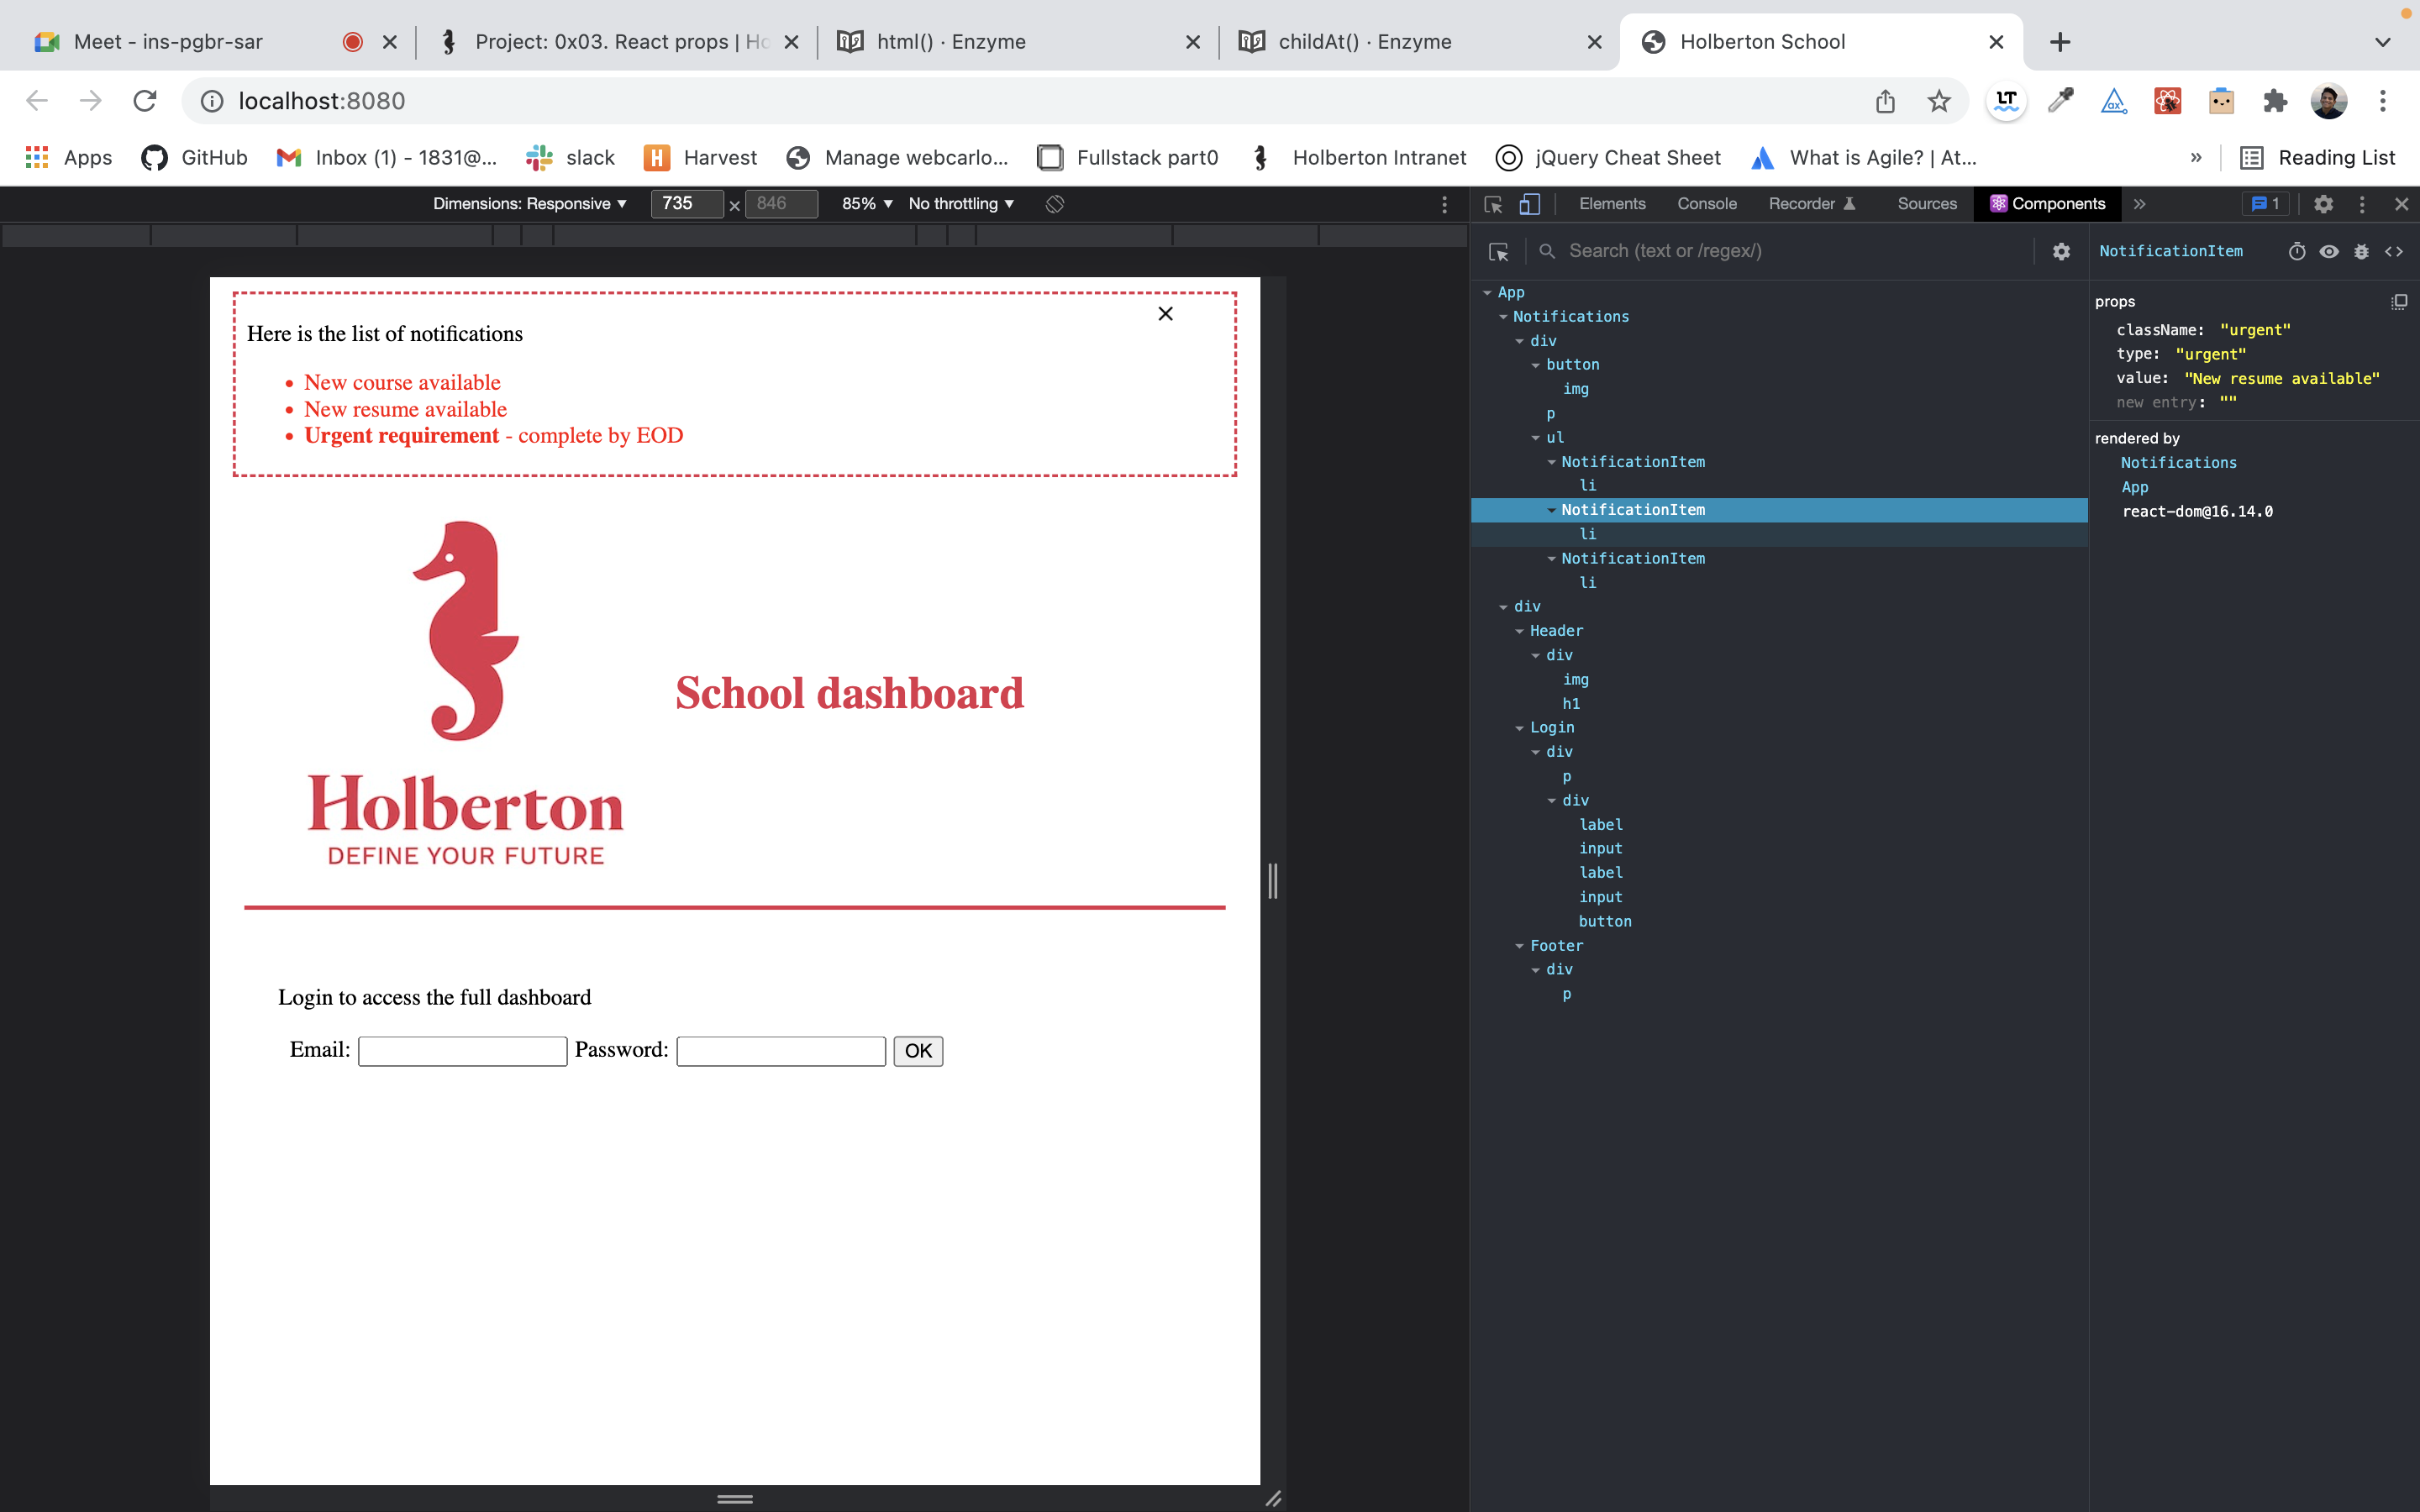 Meet - ins-pgbr-sar
Project: 0x03. React props | Ho
html() · Enzyme
childAt() · Enzyme
Holberton School
localhost:8080
LT
ax
Apps
GitHub
Inbox (1) - 1831@...
slack
H Harvest
Manage webcarlo...
Fullstack part0
Holberton Intranet
jQuery Cheat Sheet
What is Agile? | At...
»
Reading List
Dimensions: Responsive ▼ 735 × 846 85% ▼ No throttling ▼
Elements Console Recorder Sources Components » 1
Search (text or /regex/)
NotificationItem
Here is the list of notifications
New course available
New resume available
Urgent requirement - complete by EOD
School dashboard
Holberton
DEFINE YOUR FUTURE
Login to access the full dashboard
Email: Password: OK
App
Notifications
div
button
img
p
ul
NotificationItem
li
NotificationItem
li
NotificationItem
li
div
Header
div
img
h1
Login
div
p
div
label
input
label
input
button
Footer
div
p
props
className: "urgent"
type: "urgent"
value: "New resume available"
new entry: ""
rendered by
Notifications
App
react-dom@16.14.0